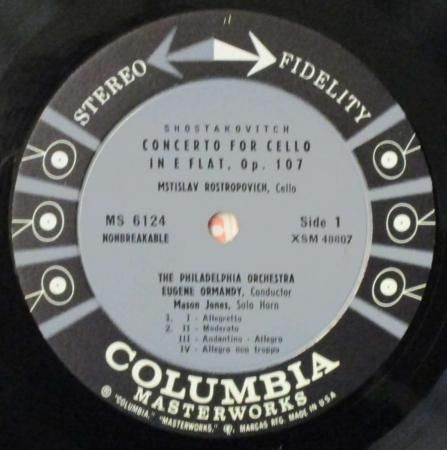 STEREO FIDELITY
SHOSTAKOVITCH
CONCERTO FOR CELLO
IN E FLAT, Op. 107
MSTISLAV ROSTROPOVICH, Cello
MS 6124
NONBREAKABLE
Side 1
XSM 48807
THE PHILADELPHIA ORCHESTRA
EUGENE ORMANDY, Conductor
Mason Jones, Solo Horn
1. I - Allegretto
2. II - Moderato
III - Andantino - Allegro
IV - Allegro non troppo
COLUMBIA
MASTERWORKS
® "COLUMBIA," "MASTERWORKS," ℗, MARCAS REG. MADE IN U.S.A.